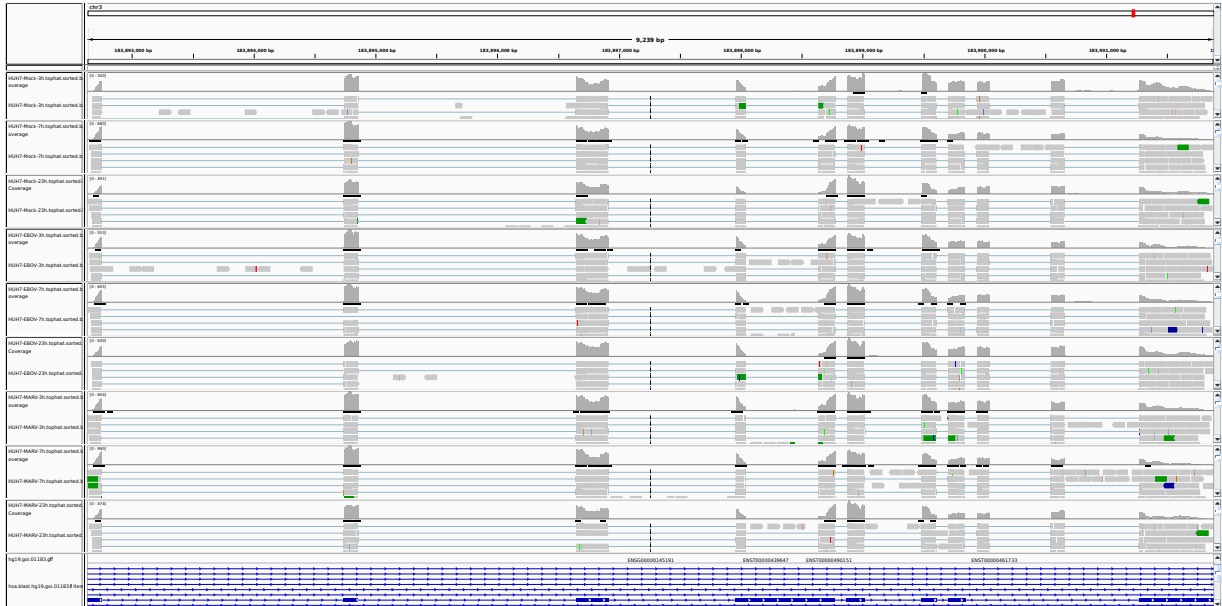 chr3
9,239 bp
183,893,000 bp 183,894,000 bp 183,895,000 bp 183,896,000 bp 183,897,000 bp 183,898,000 bp 183,899,000 bp 183,900,000 bp 183,901,000 bp
HUH7-Mock-3h.tophat.sorted.b
overage
HUH7-Mock-3h.tophat.sorted.b
HUH7-Mock-7h.tophat.sorted.b
overage
HUH7-Mock-7h.tophat.sorted.b
HUH7-Mock-23h.tophat.sorted.
Coverage
HUH7-Mock-23h.tophat.sorted.
HUH7-EBOV-3h.tophat.sorted.b
overage
HUH7-EBOV-3h.tophat.sorted.b
HUH7-EBOV-7h.tophat.sorted.b
overage
HUH7-EBOV-7h.tophat.sorted.b
HUH7-EBOV-23h.tophat.sorted.
Coverage
HUH7-EBOV-23h.tophat.sorted.
HUH7-MARV-3h.tophat.sorted.b
overage
HUH7-MARV-3h.tophat.sorted.b
HUH7-MARV-7h.tophat.sorted.b
overage
HUH7-MARV-7h.tophat.sorted.b
HUH7-MARV-23h.tophat.sorted.
Coverage
HUH7-MARV-23h.tophat.sorted.
hg19.goi.01183.gff
ENSG00000145191 ENST00000439647 ENST00000490151 ENST00000461733